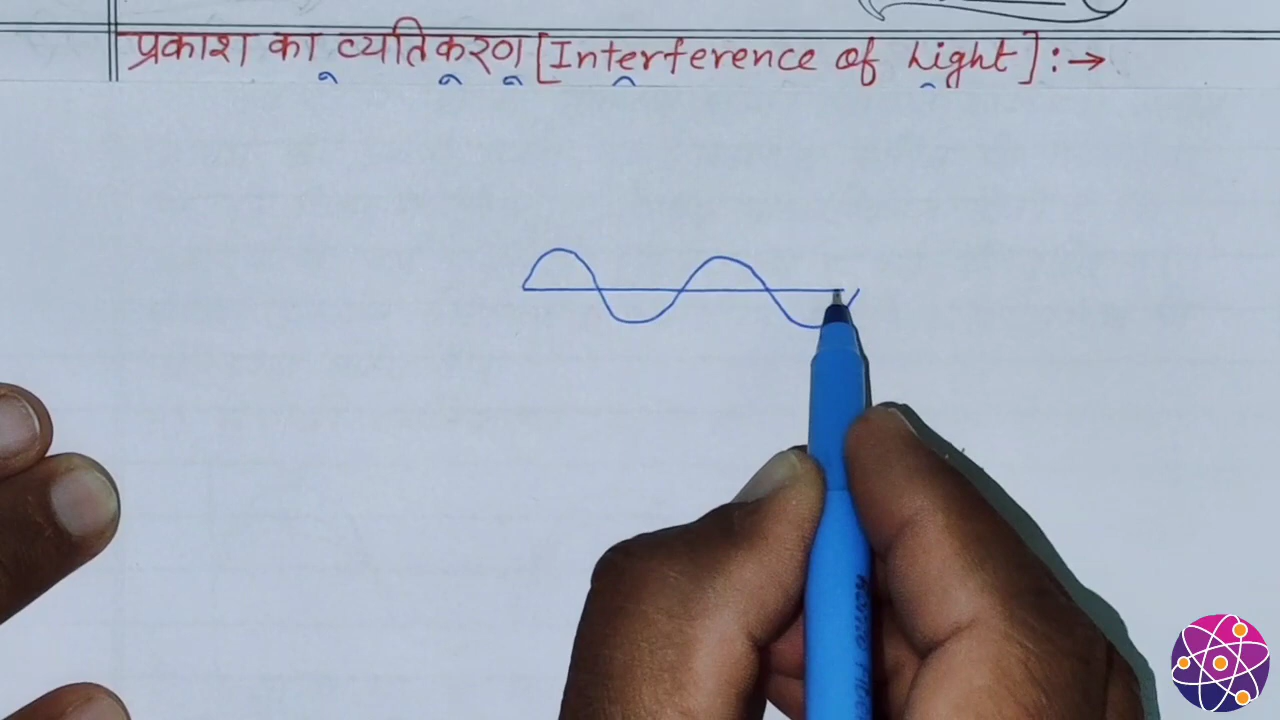 प्रकाश का व्यतिकरण [Interference of Light] :→